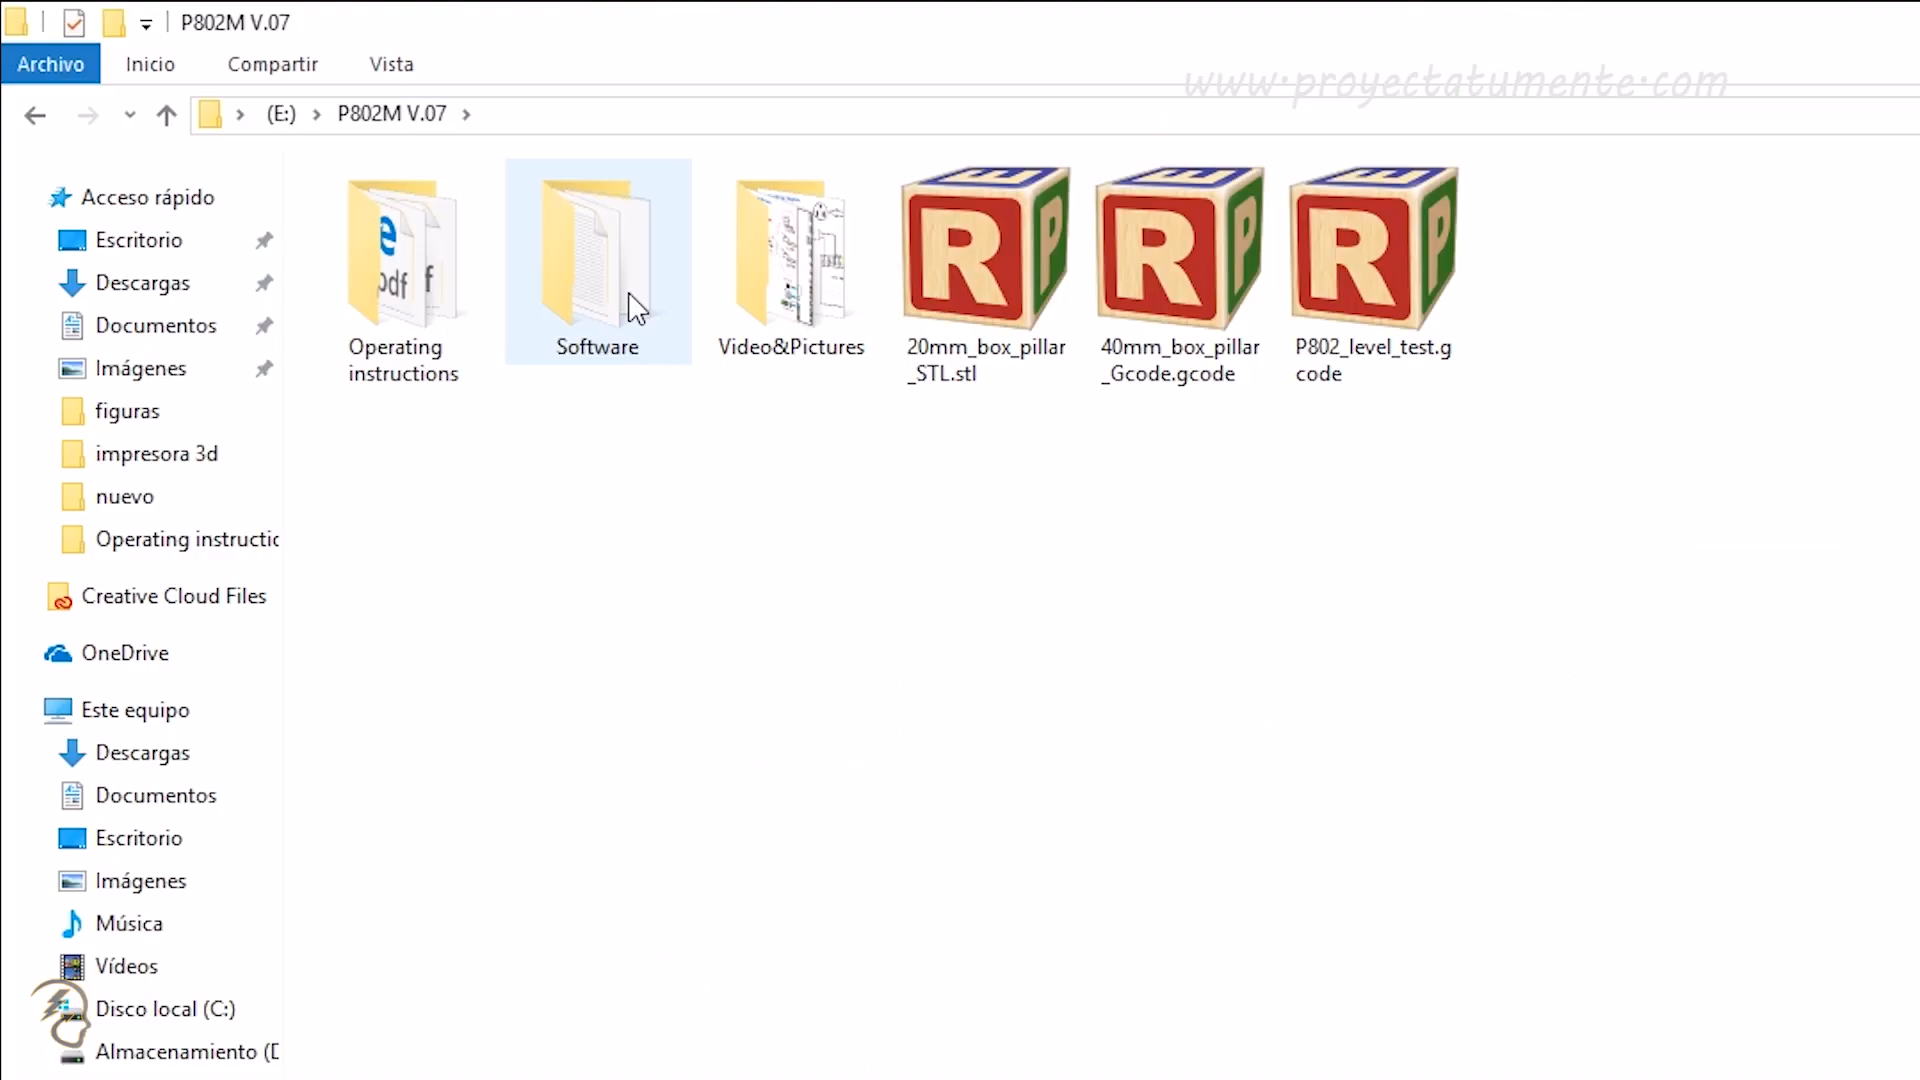 P802M V.07
Archivo Inicio Compartir Vista
www.proyectatumente.com
(E:) P802M V.07
Acceso rápido
Escritorio
Descargas
Documentos
Imágenes
figuras
impresora 3d
nuevo
Operating instructic
Creative Cloud Files
OneDrive
Este equipo
Descargas
Documentos
Escritorio
Imágenes
Música
Vídeos
Disco local (C:)
Almacenamiento (D
e
pdf
f
Operating
instructions
Software
Video&Pictures
R P E
20mm_box_pillar
_STL.stl
R P E
40mm_box_pillar
_Gcode.gcode
R P E
P802_level_test.g
code